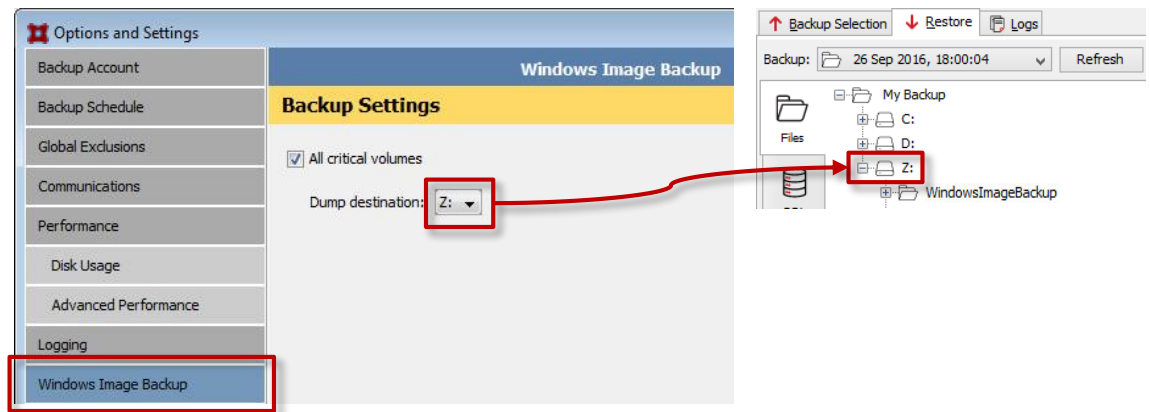 Options and Settings
Backup Account
Backup Schedule
Global Exclusions
Communications
Performance
Disk Usage
Advanced Performance
Logging
Windows Image Backup
Windows Image Backup
Backup Settings
All critical volumes
Dump destination: Z:
Backup Selection Restore Logs
Backup: 26 Sep 2016, 18:00:04 Refresh
Files
My Backup
C:
D:
Z:
WindowsImageBackup